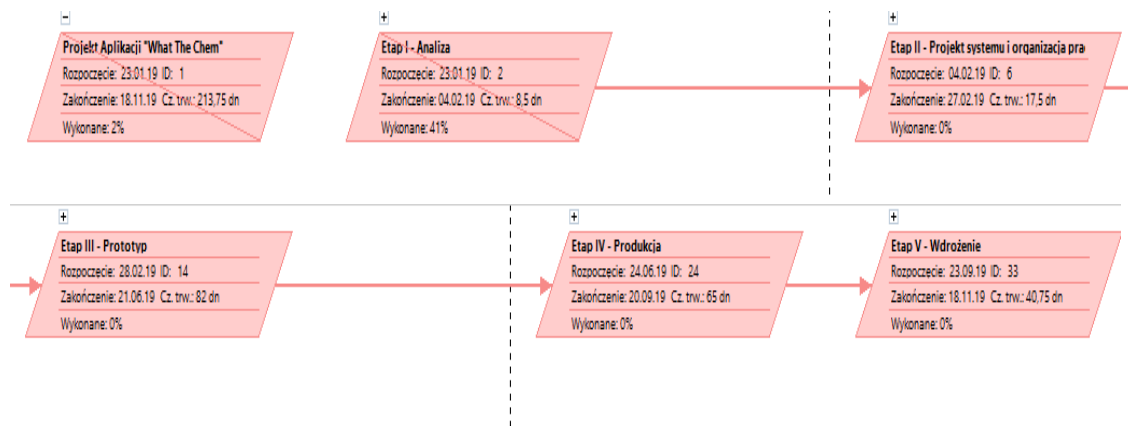 Projekt Aplikacji "What The Chem"
Rozpoczęcie: 23.01.19 ID: 1
Zakończenie: 18.11.19 Cz. trw.: 213,75 dn
Wykonane: 2%
Etap I - Analiza
Rozpoczęcie: 23.01.19 ID: 2
Zakończenie: 04.02.19 Cz. trw.: 8,5 dn
Wykonane: 41%
Etap II - Projekt systemu i organizacja prac
Rozpoczęcie: 04.02.19 ID: 6
Zakończenie: 27.02.19 Cz. trw.: 17,5 dn
Wykonane: 0%
Etap III - Prototyp
Rozpoczęcie: 28.02.19 ID: 14
Zakończenie: 21.06.19 Cz. trw.: 82 dn
Wykonane: 0%
Etap IV - Produkcja
Rozpoczęcie: 24.06.19 ID: 24
Zakończenie: 20.09.19 Cz. trw.: 65 dn
Wykonane: 0%
Etap V - Wdrożenie
Rozpoczęcie: 23.09.19 ID: 33
Zakończenie: 18.11.19 Cz. trw.: 40,75 dn
Wykonane: 0%